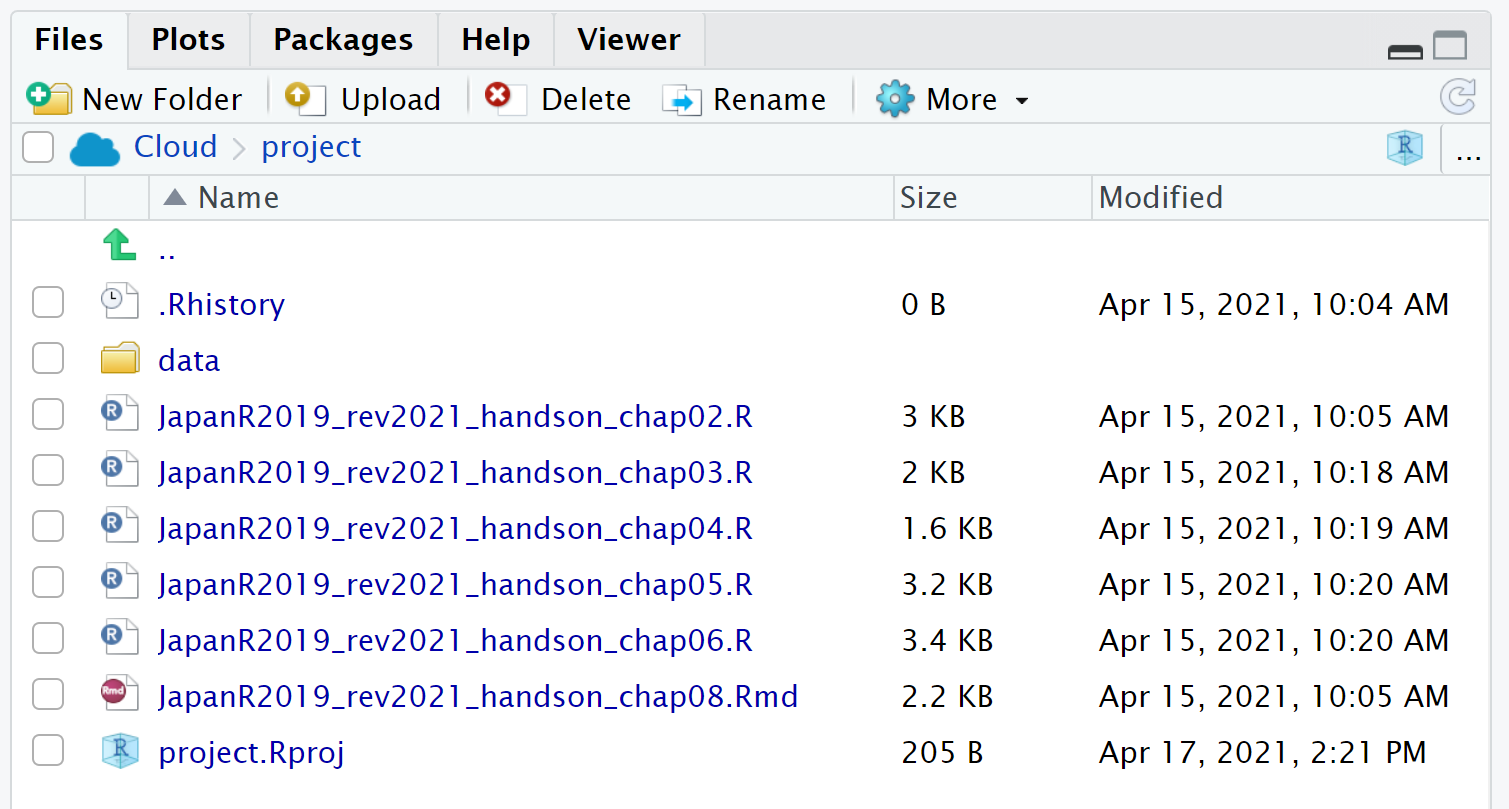 Files Plots Packages Help Viewer
New Folder Upload Delete Rename More
Cloud project R ...
Name Size Modified
..
.Rhistory 0 B Apr 15, 2021, 10:04 AM
data
R JapanR2019_rev2021_handson_chap02.R 3 KB Apr 15, 2021, 10:05 AM
R JapanR2019_rev2021_handson_chap03.R 2 KB Apr 15, 2021, 10:18 AM
R JapanR2019_rev2021_handson_chap04.R 1.6 KB Apr 15, 2021, 10:19 AM
R JapanR2019_rev2021_handson_chap05.R 3.2 KB Apr 15, 2021, 10:20 AM
R JapanR2019_rev2021_handson_chap06.R 3.4 KB Apr 15, 2021, 10:20 AM
Rmd JapanR2019_rev2021_handson_chap08.Rmd 2.2 KB Apr 15, 2021, 10:05 AM
R project.Rproj 205 B Apr 17, 2021, 2:21 PM